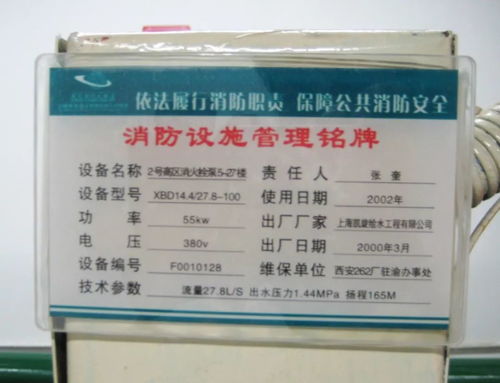 依法履行消防职责 保障公共消防安全
消防设施管理铭牌
设备名称 2号高区消火栓泵5-27楼 责任人 张奎
设备型号 XBD14.4/27.8-100 使用日期 2002年
功率 55kw 出厂厂家 上海凯旋给水工程有限公司
电压 380v 出厂日期 2000年3月
设备编号 F0010128 维保单位 西安262厂驻渝办事处
技术参数 流量27.8L/S 出水压力1.44MPa 扬程165M